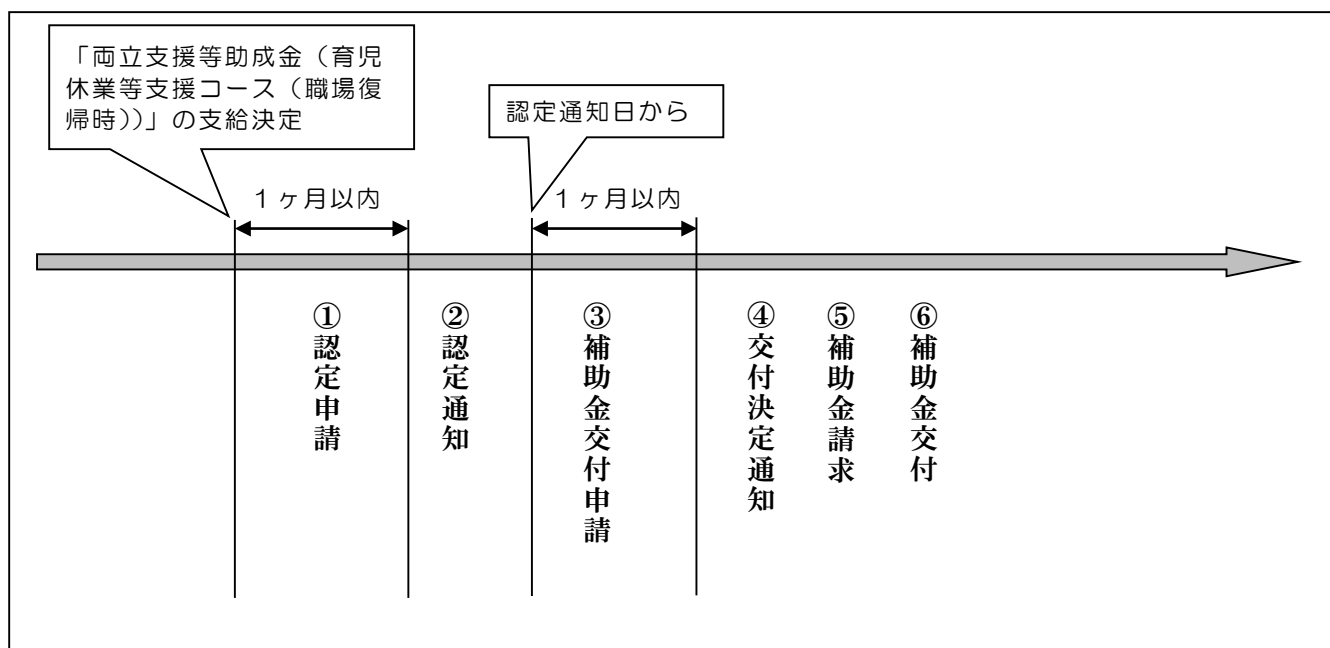 「両立支援等助成金（育児
休業等支援コース（職場復
帰時））」の支給決定
認定通知日から
１ヶ月以内
１ヶ月以内
①認定申請
②認定通知
③補助金交付申請
④交付決定通知
⑤補助金請求
⑥補助金交付